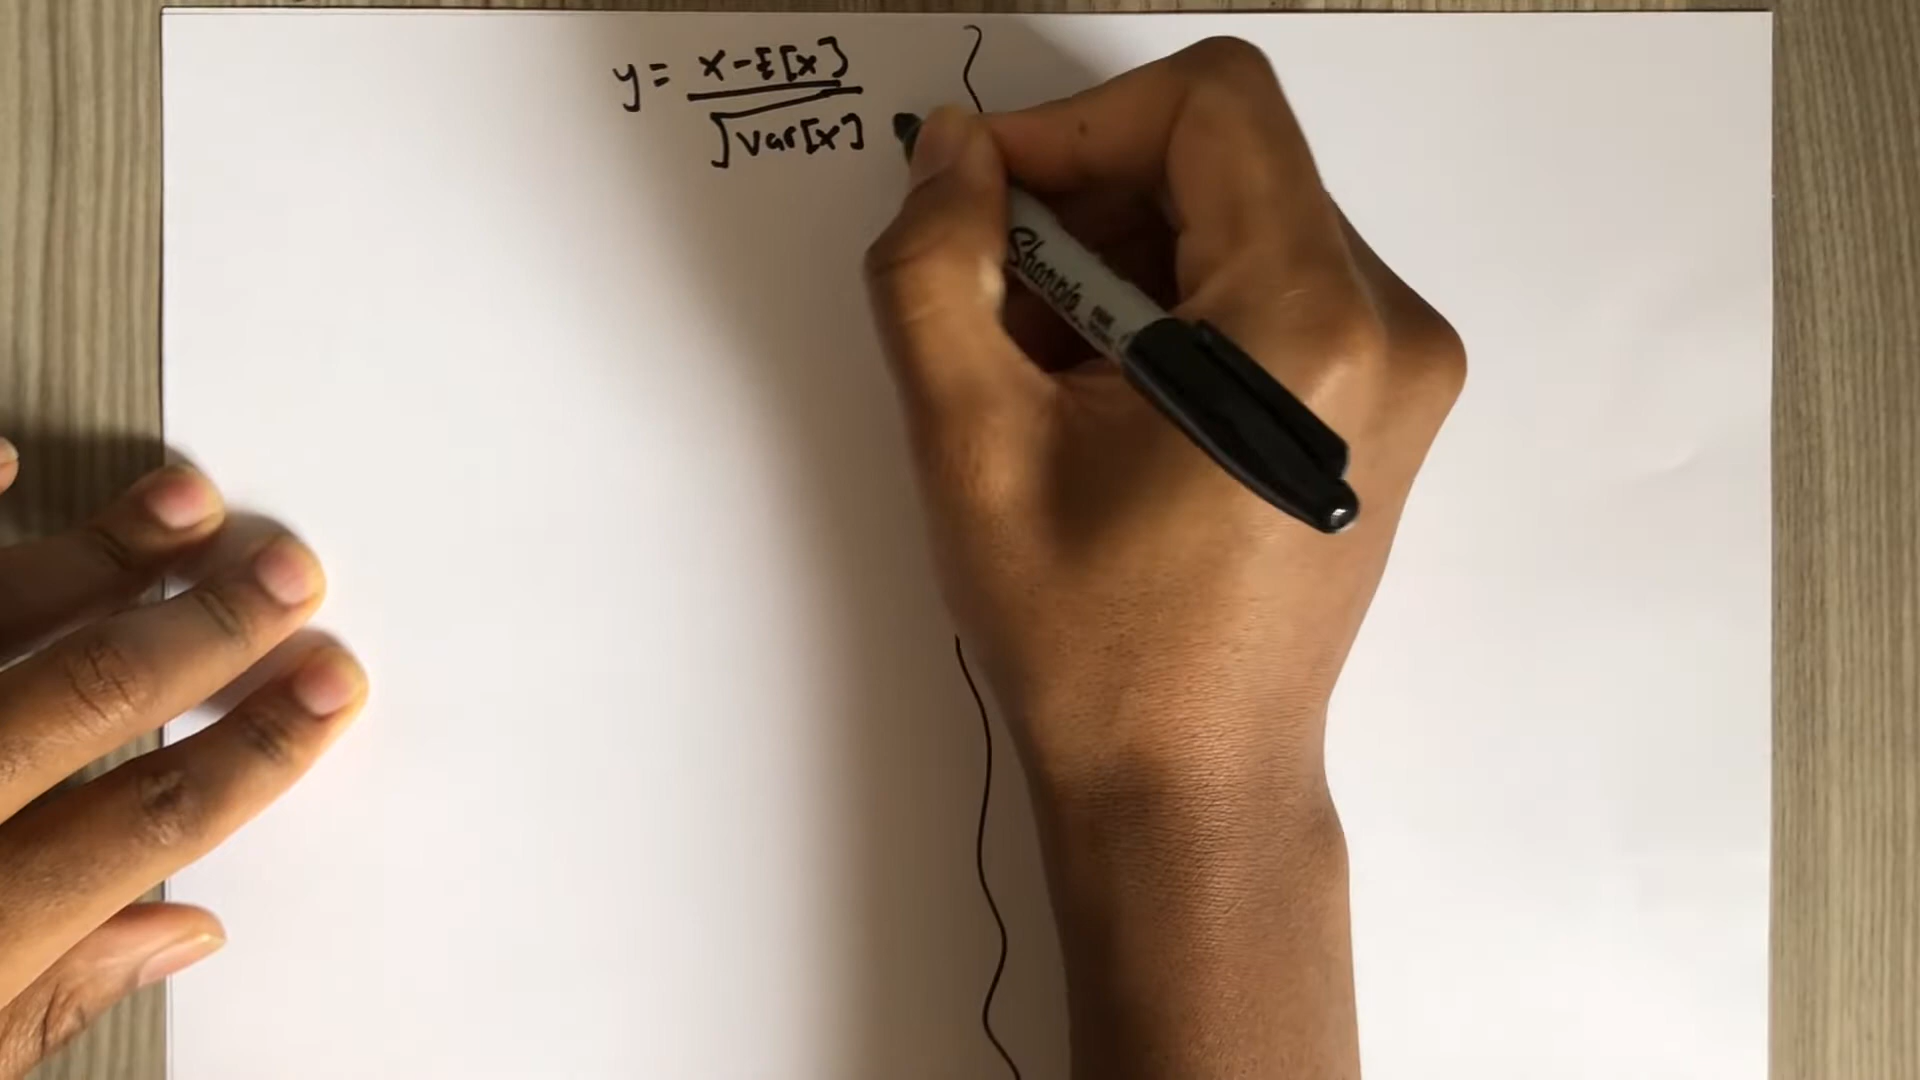 y = x-E[x]
√var[x]
Sharpie